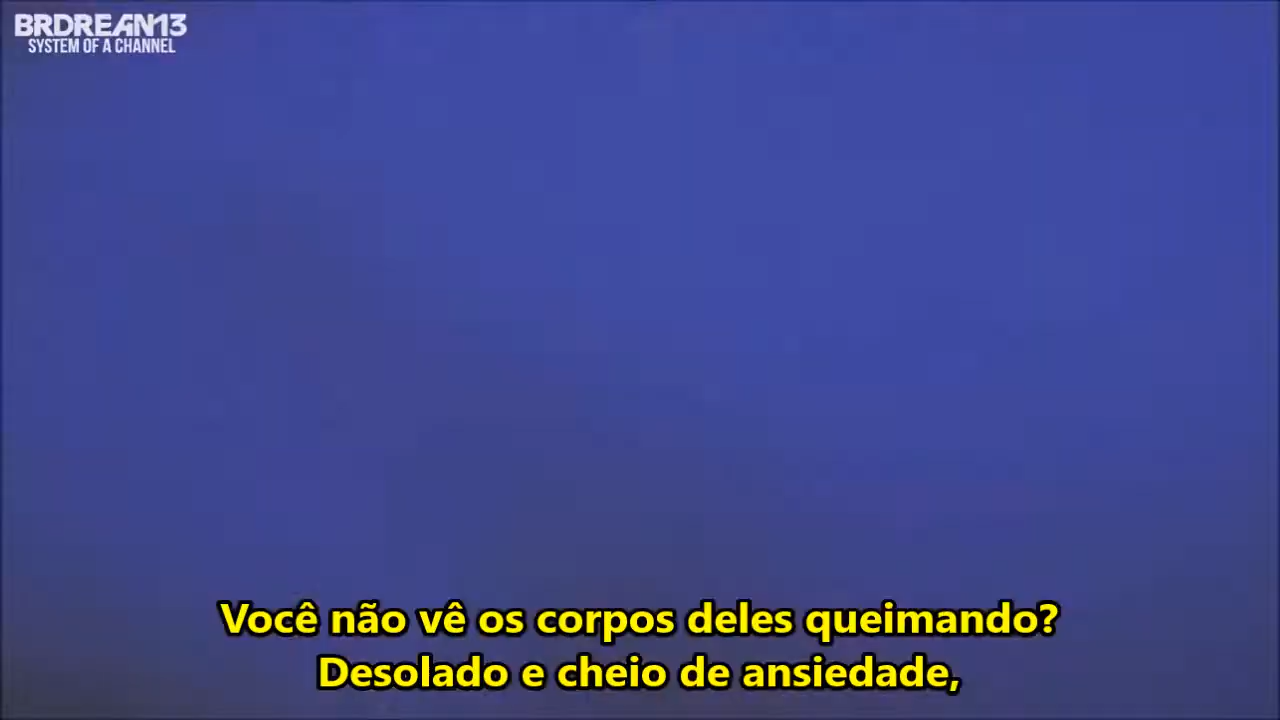 BRDREAN13
SYSTEM OF A CHANNEL
Você não vê os corpos deles queimando?
Desolado e cheio de ansiedade,